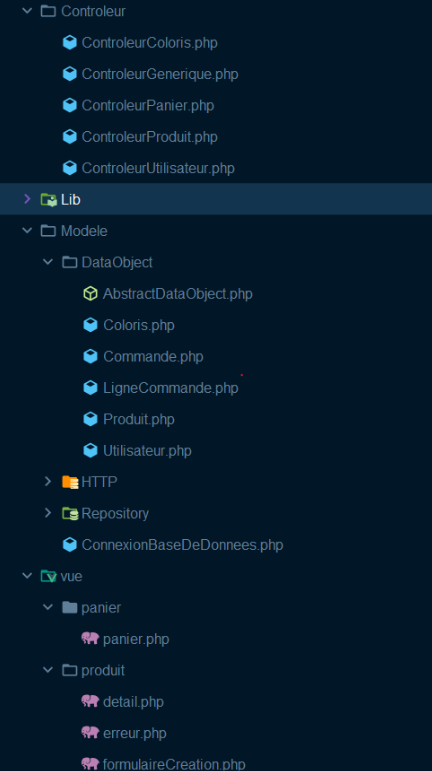 Controleur
ControleurColoris.php
ControleurGenerique.php
ControleurPanier.php
ControleurProduit.php
ControleurUtilisateur.php
Lib
Modele
DataObject
AbstractDataObject.php
Coloris.php
Commande.php
LigneCommande.php
Produit.php
Utilisateur.php
HTTP
Repository
ConnexionBaseDeDonnees.php
vue
panier
panier.php
produit
detail.php
erreur.php
formulaireCreation.php